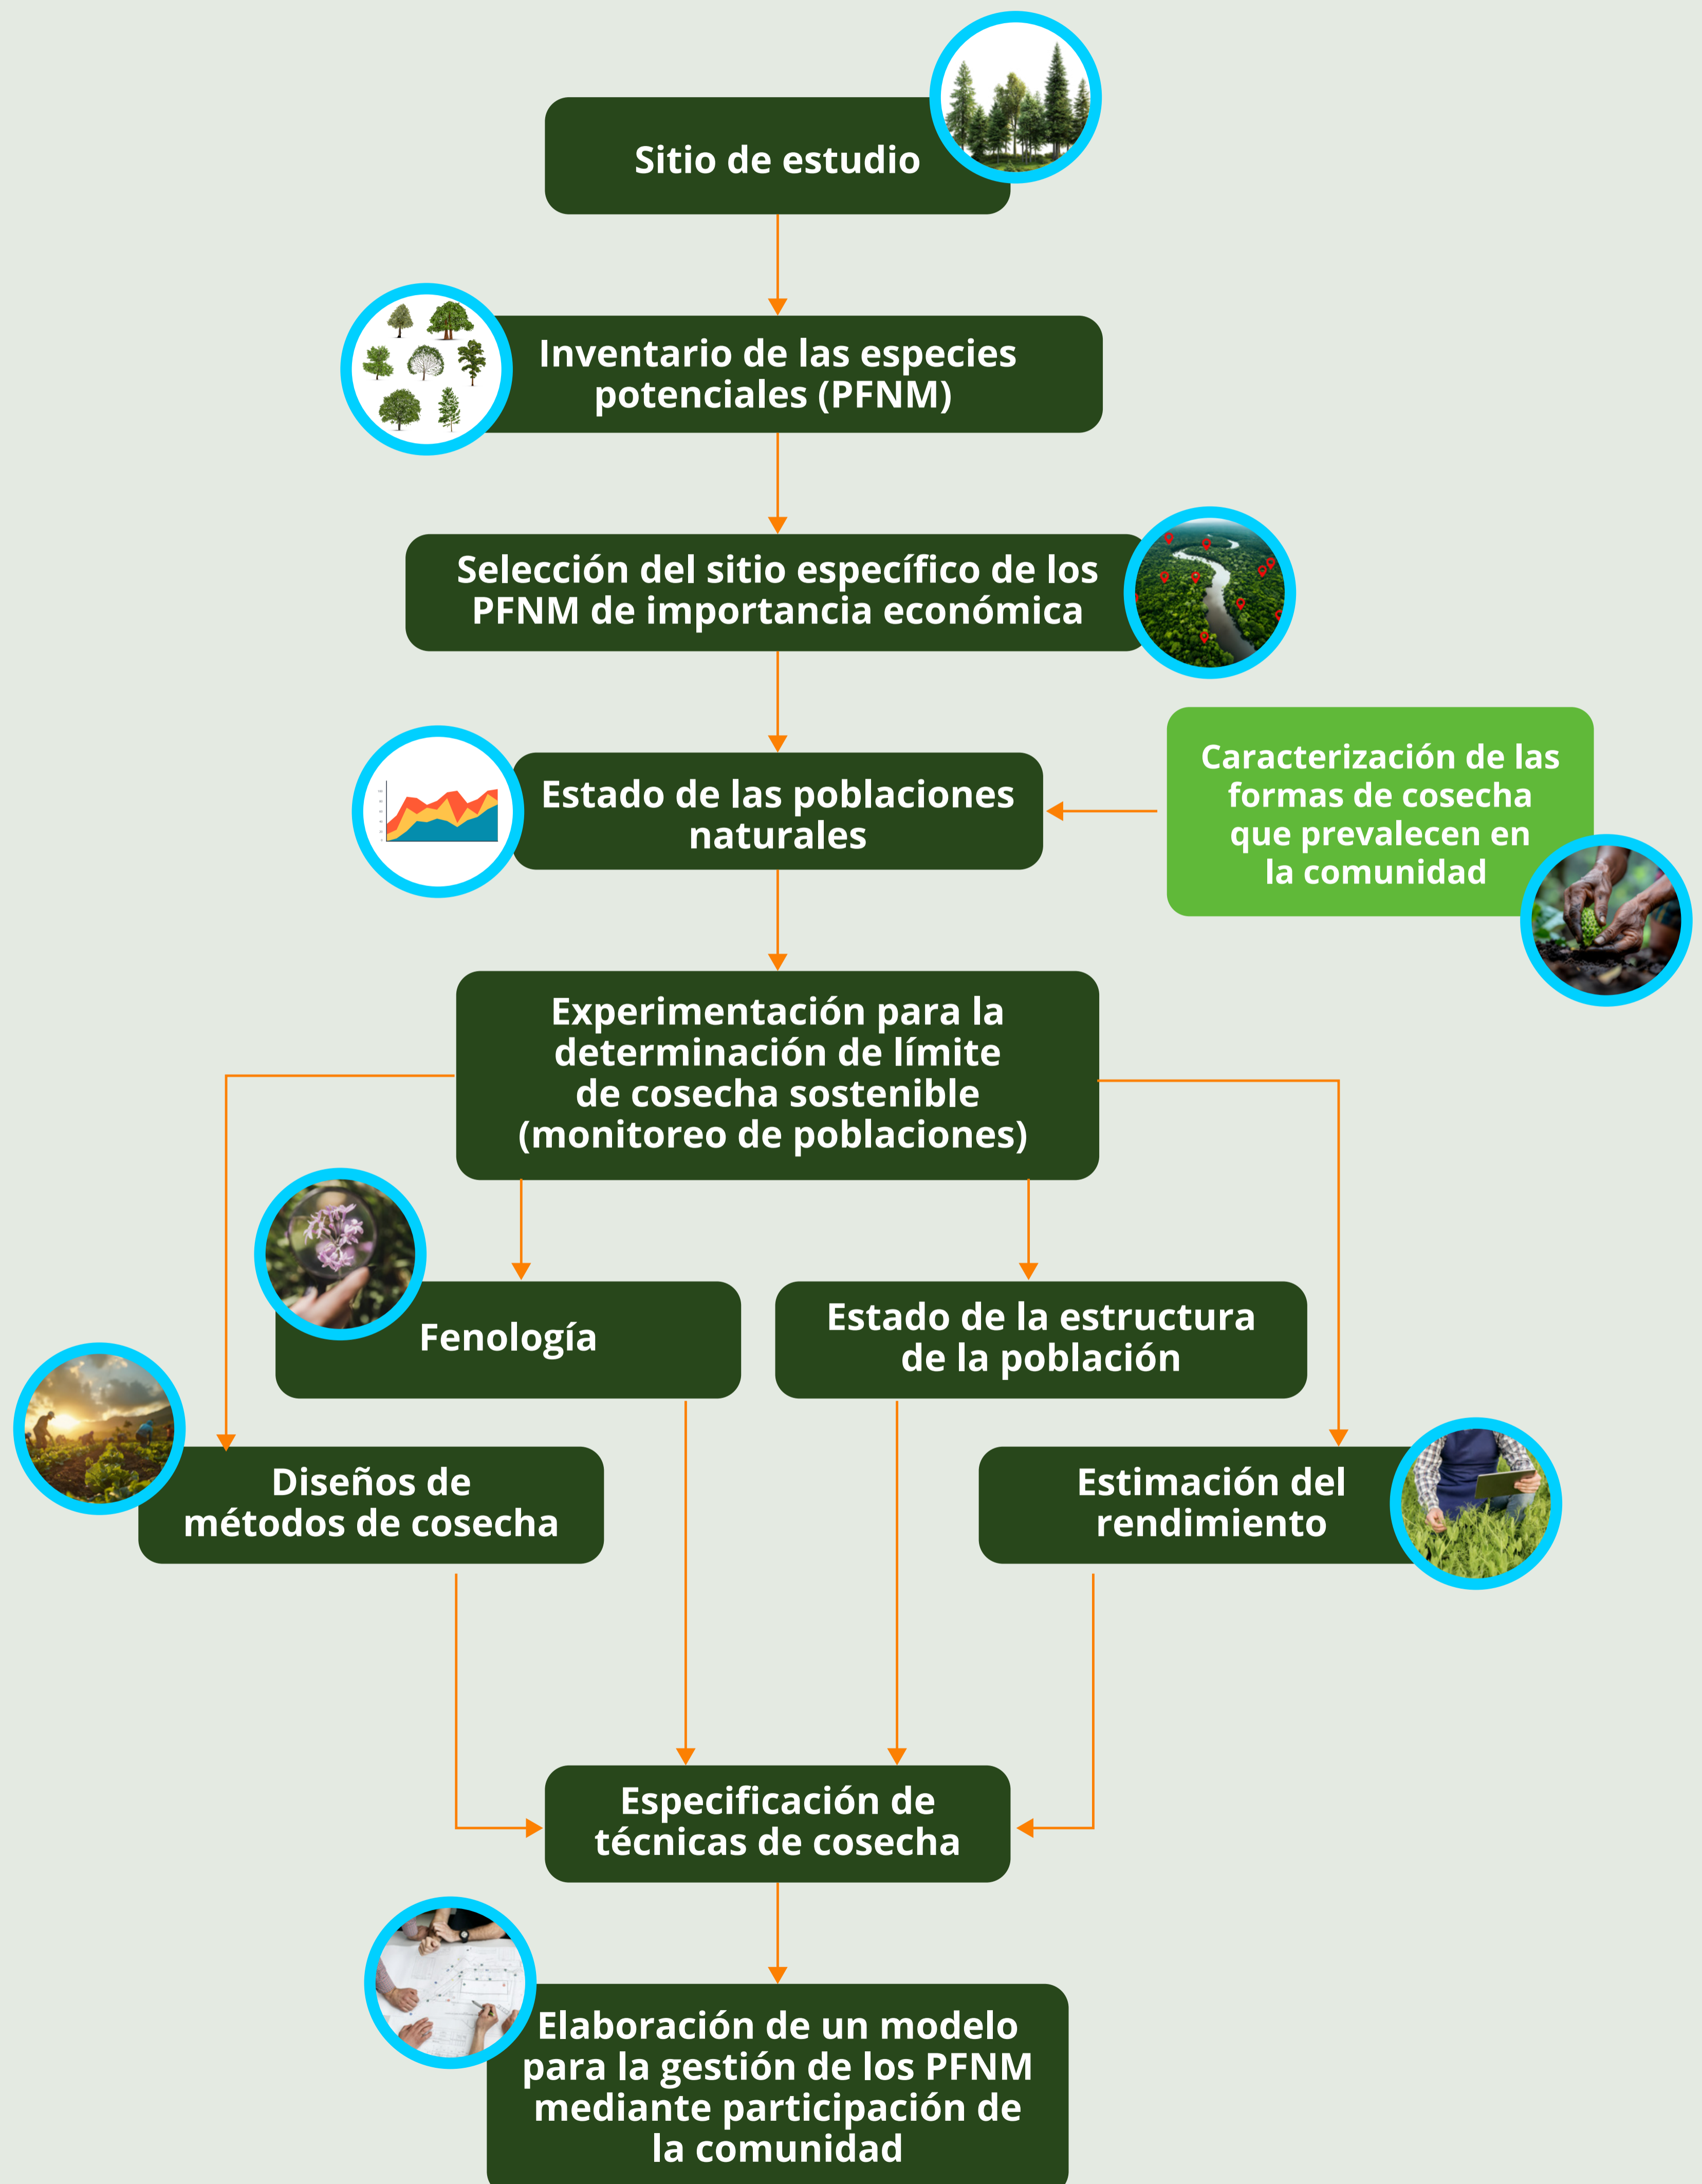 Sitio de estudio
Inventario de las especies
potenciales (PFNM)
Selección del sitio específico de los
PFNM de importancia económica
Estado de las poblaciones
naturales
Caracterización de las
formas de cosecha
que prevalecen en
la comunidad
Experimentación para la
determinación de límite
de cosecha sostenible
(monitoreo de poblaciones)
Fenología
Estado de la estructura
de la población
Diseños de
métodos de cosecha
Estimación del
rendimiento
Especificación de
técnicas de cosecha
Elaboración de un modelo
para la gestión de los PFNM
mediante participación de
la comunidad